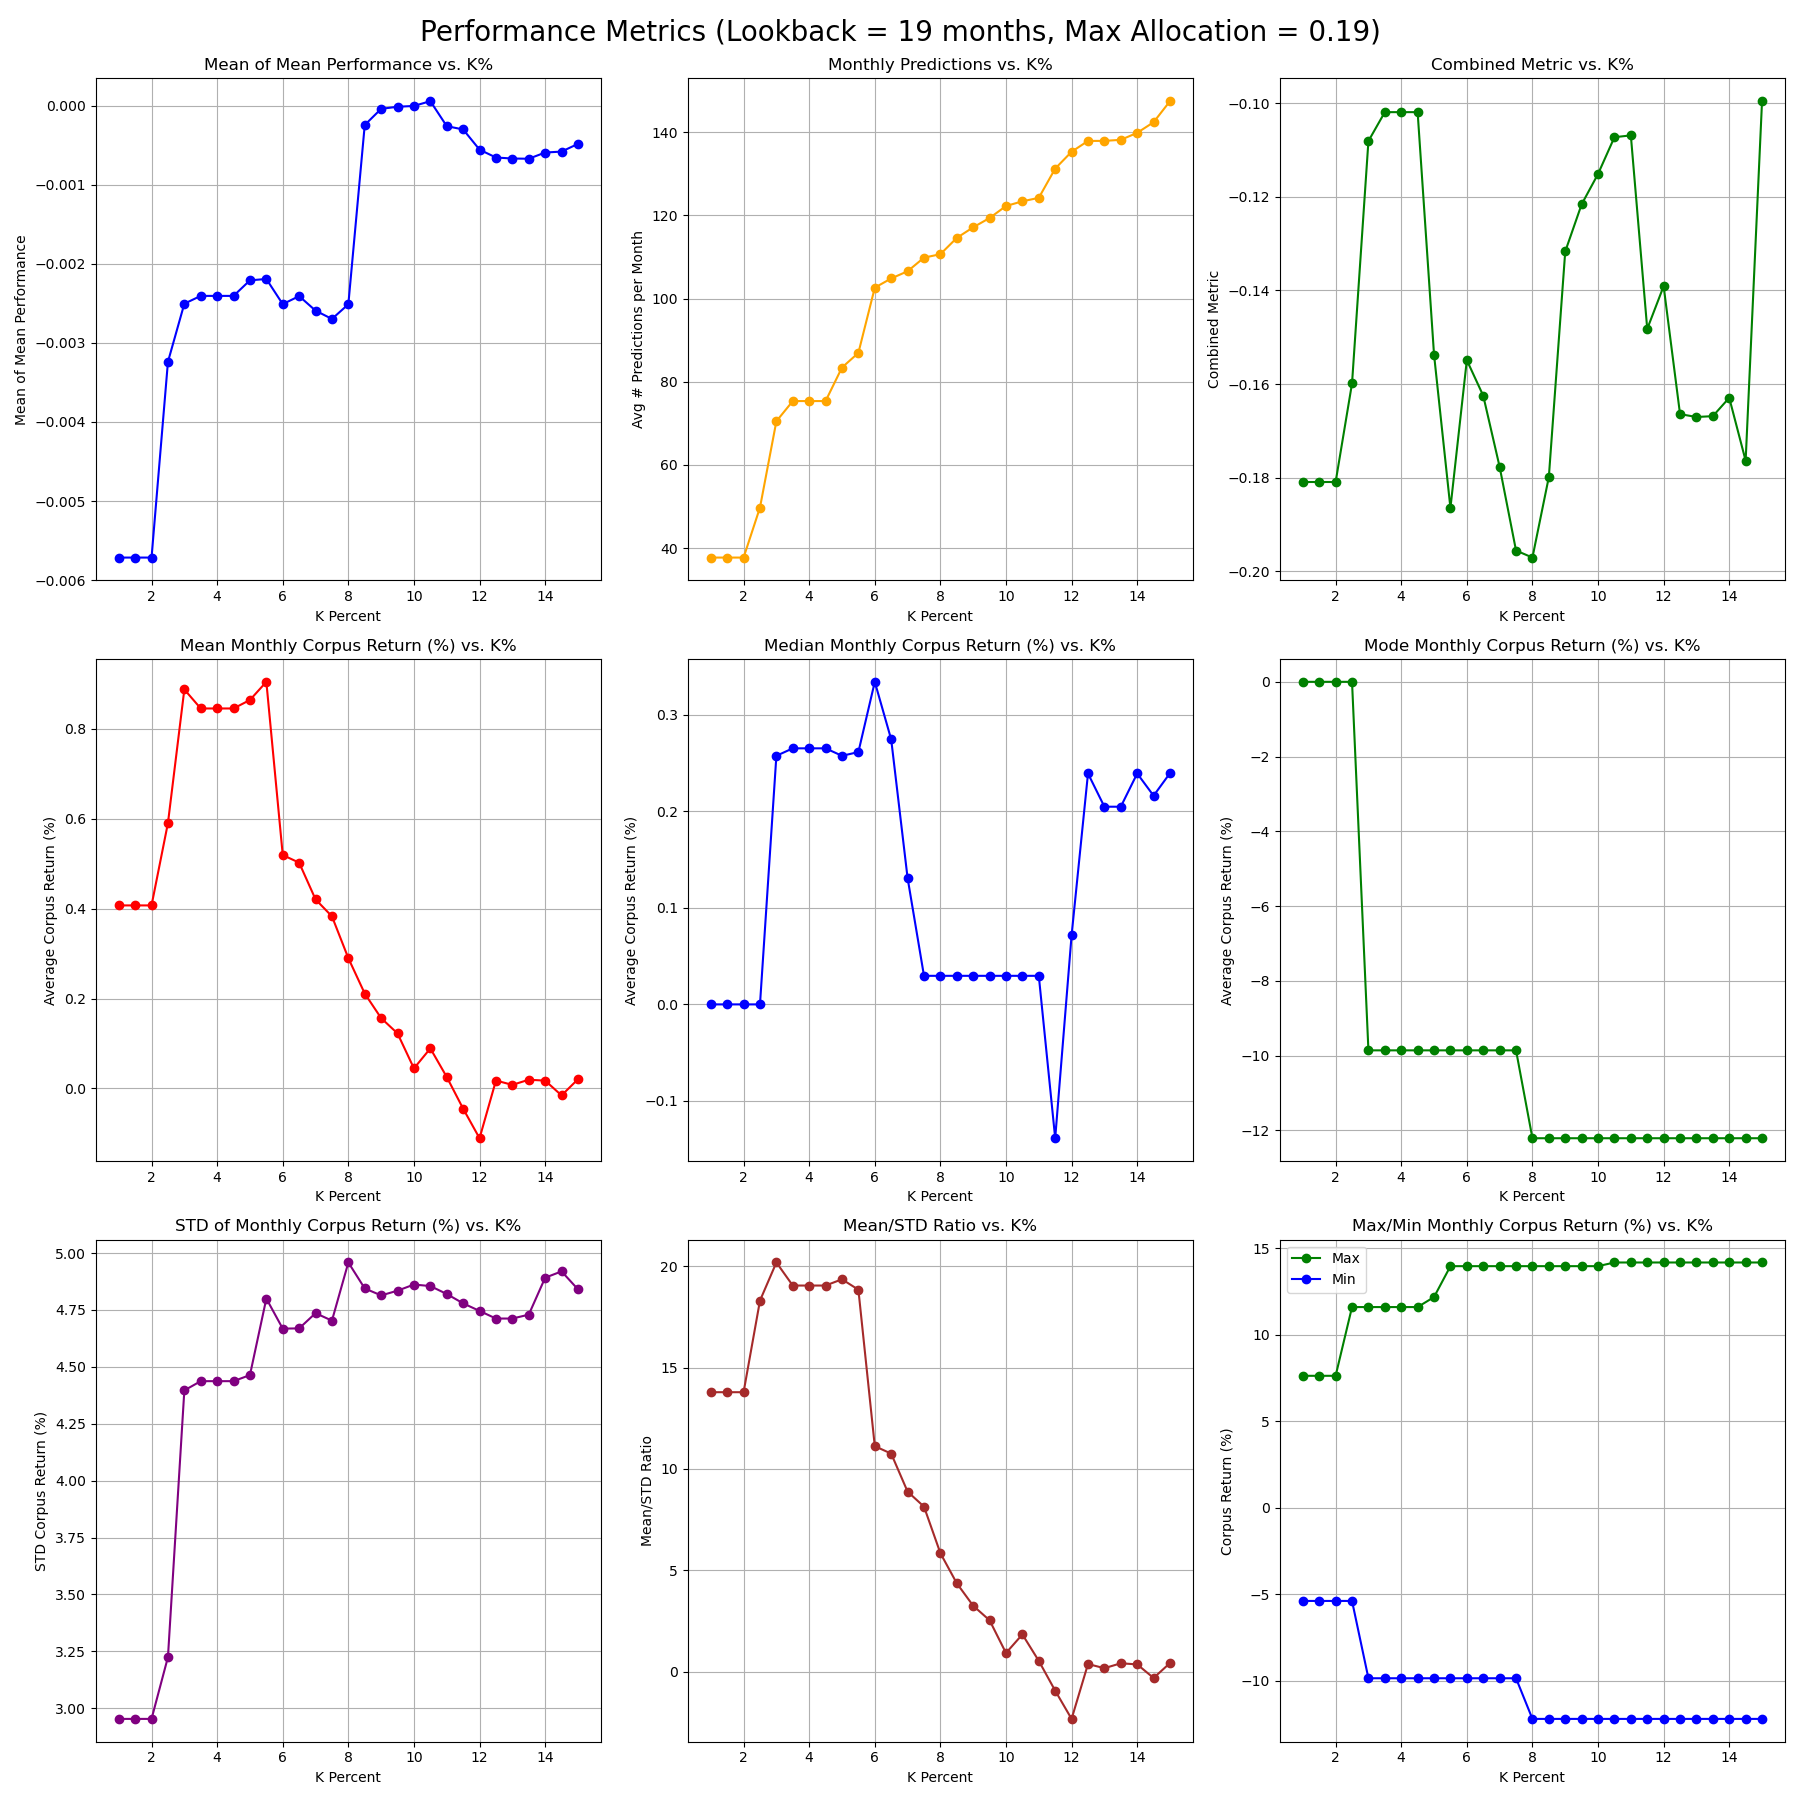 Performance Metrics (Lookback = 19 months, Max Allocation = 0.19)
Mean of Mean Performance vs. K%
Mean of Mean Performance
0.000
−0.001
−0.002
−0.003
−0.004
−0.005
−0.006
2 4 6 8 10 12 14
K Percent
Monthly Predictions vs. K%
Avg # Predictions per Month
140
120
100
80
60
40
2 4 6 8 10 12 14
K Percent
Combined Metric vs. K%
Combined Metric
−0.10
−0.12
−0.14
−0.16
−0.18
−0.20
2 4 6 8 10 12 14
K Percent
Mean Monthly Corpus Return (%) vs. K%
Average Corpus Return (%)
0.8
0.6
0.4
0.2
0.0
2 4 6 8 10 12 14
K Percent
Median Monthly Corpus Return (%) vs. K%
Average Corpus Return (%)
0.3
0.2
0.1
0.0
−0.1
2 4 6 8 10 12 14
K Percent
Mode Monthly Corpus Return (%) vs. K%
Average Corpus Return (%)
0
−2
−4
−6
−8
−10
−12
2 4 6 8 10 12 14
K Percent
STD of Monthly Corpus Return (%) vs. K%
STD Corpus Return (%)
5.00
4.75
4.50
4.25
4.00
3.75
3.50
3.25
3.00
2 4 6 8 10 12 14
K Percent
Mean/STD Ratio vs. K%
Mean/STD Ratio
20
15
10
5
0
2 4 6 8 10 12 14
K Percent
Max/Min Monthly Corpus Return (%) vs. K%
Max
Min
Corpus Return (%)
15
10
5
0
−5
−10
2 4 6 8 10 12 14
K Percent